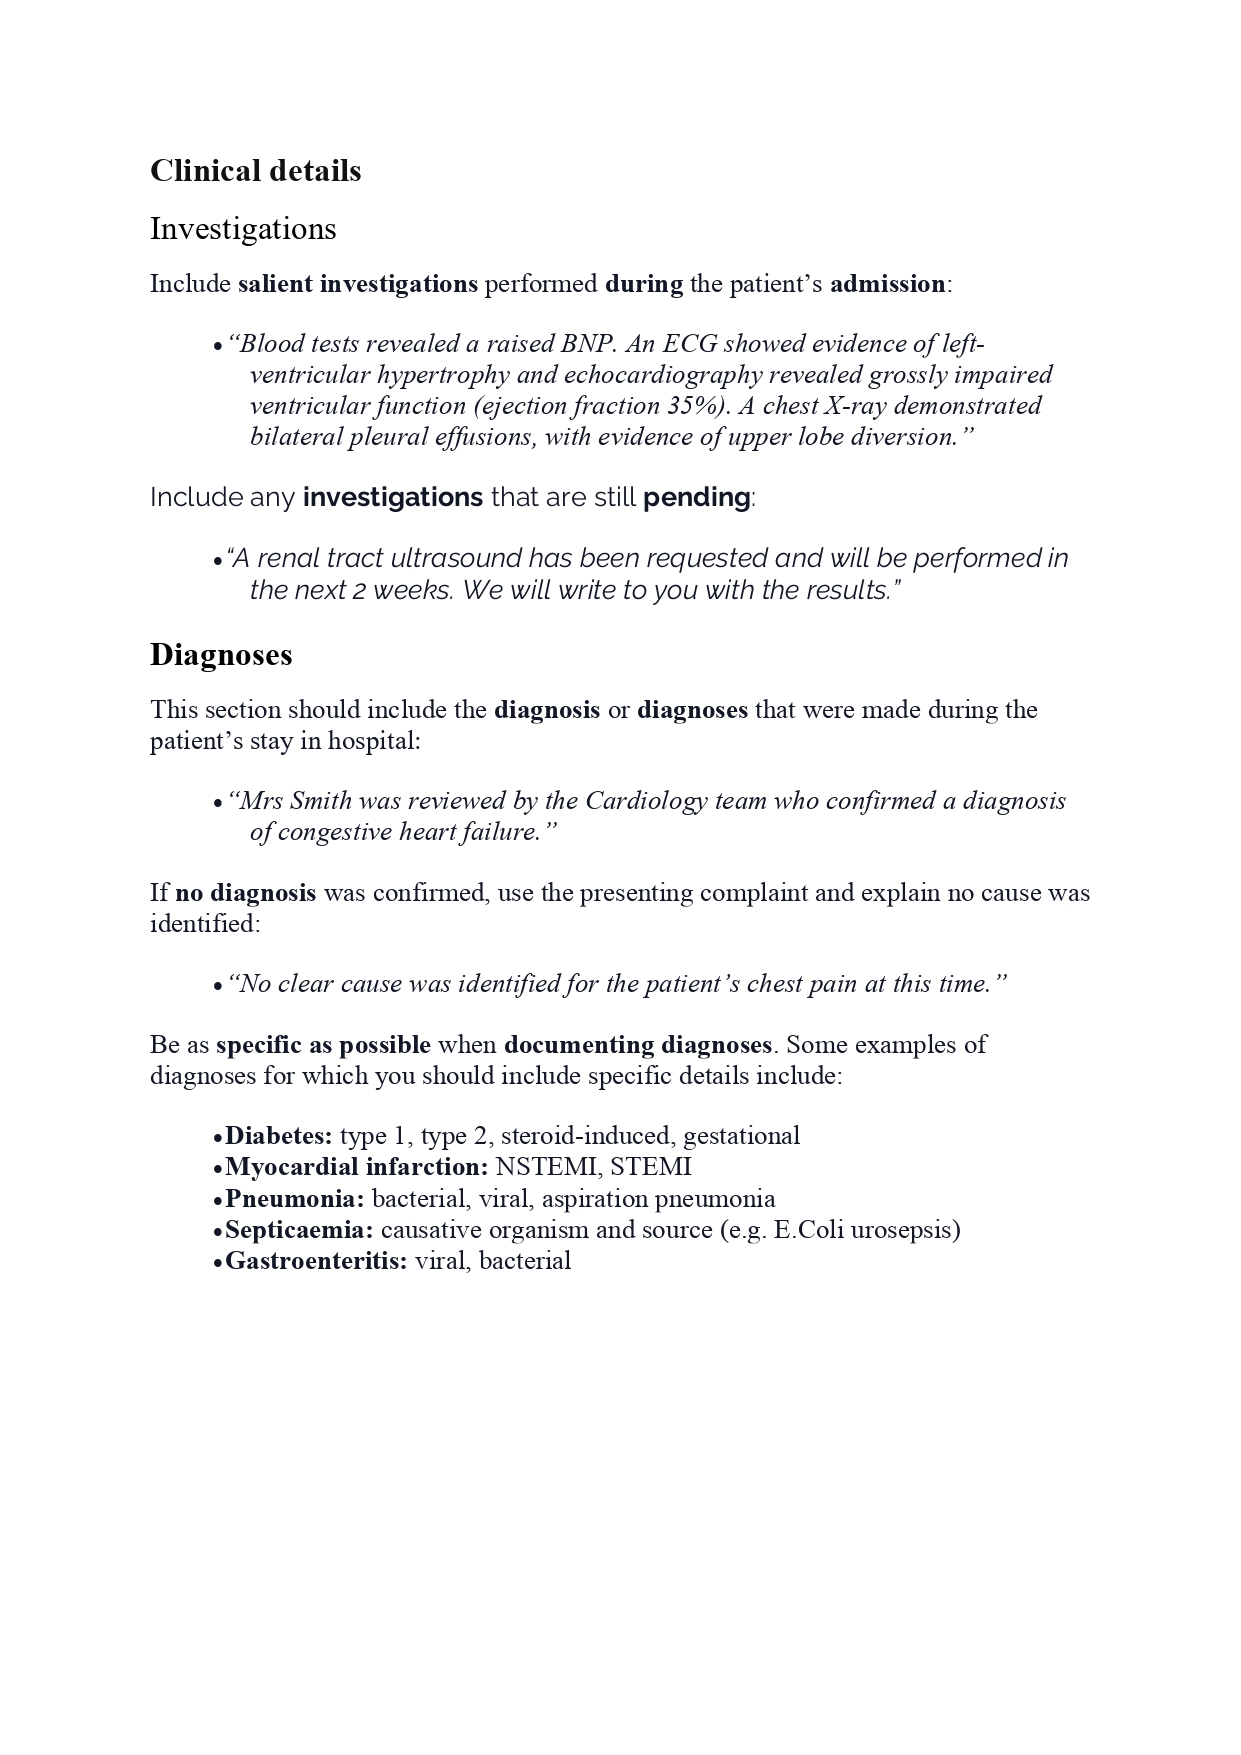 Clinical details
Investigations
Include salient investigations performed during the patient’s admission:
•“Blood tests revealed a raised BNP. An ECG showed evidence of left-
ventricular hypertrophy and echocardiography revealed grossly impaired
ventricular function (ejection fraction 35%). A chest X-ray demonstrated
bilateral pleural effusions, with evidence of upper lobe diversion.”
Include any investigations that are still pending:
•“A renal tract ultrasound has been requested and will be performed in
the next 2 weeks. We will write to you with the results.”
Diagnoses
This section should include the diagnosis or diagnoses that were made during the
patient’s stay in hospital:
•“Mrs Smith was reviewed by the Cardiology team who confirmed a diagnosis
of congestive heart failure.”
If no diagnosis was confirmed, use the presenting complaint and explain no cause was
identified:
•“No clear cause was identified for the patient’s chest pain at this time.”
Be as specific as possible when documenting diagnoses. Some examples of
diagnoses for which you should include specific details include:
•Diabetes: type 1, type 2, steroid-induced, gestational
•Myocardial infarction: NSTEMI, STEMI
•Pneumonia: bacterial, viral, aspiration pneumonia
•Septicaemia: causative organism and source (e.g. E.Coli urosepsis)
•Gastroenteritis: viral, bacterial